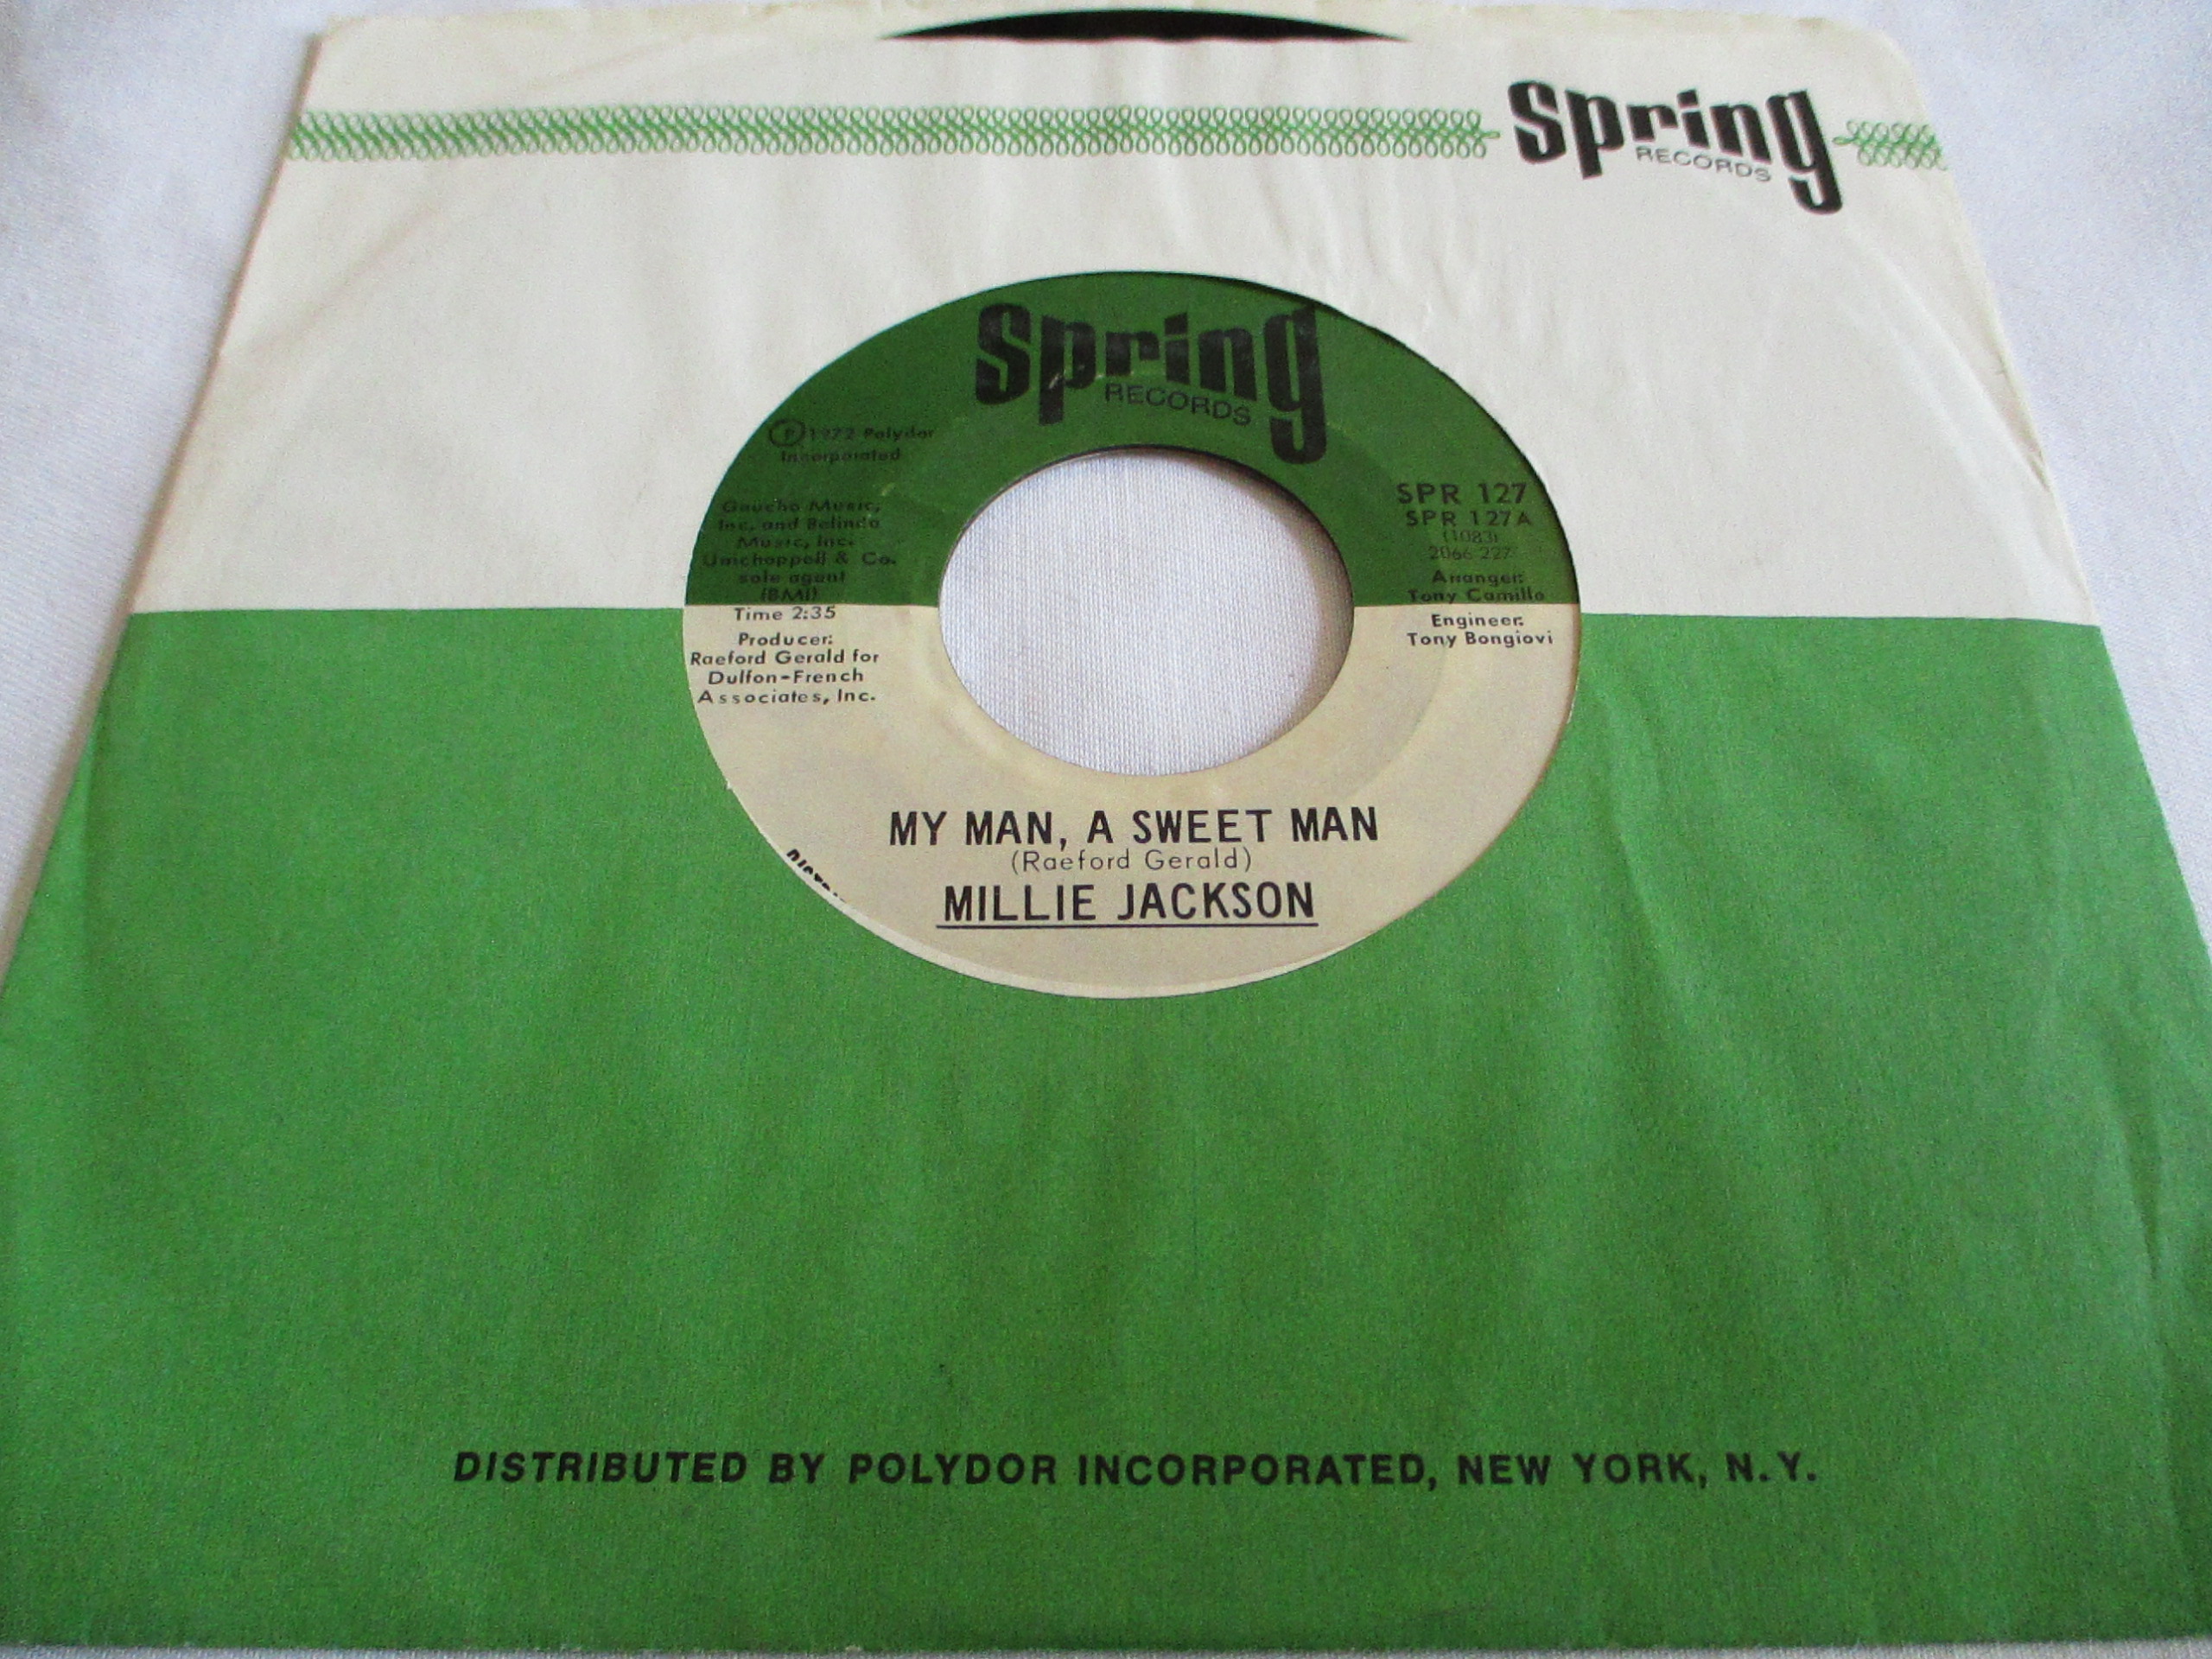 Spring
RECORDS
Spring
RECORDS
℗1972 Polydor
Incorporated
Gaucho Music,
Inc. and Belinda
Music, Inc.
Unichappell & Co.
sole agent
(BMI)
Time 2:35
Producer:
Raeford Gerald for
Dulfon-French
Associates, Inc.
SPR 127
SPR 127A
(1083)
2066 227
Arranger:
Tony Camillo
Engineer:
Tony Bongiovi
MY MAN, A SWEET MAN
(Raeford Gerald)
MILLIE JACKSON
DISTRIBUTED BY POLYDOR INCORPORATED, NEW YORK, N.Y.